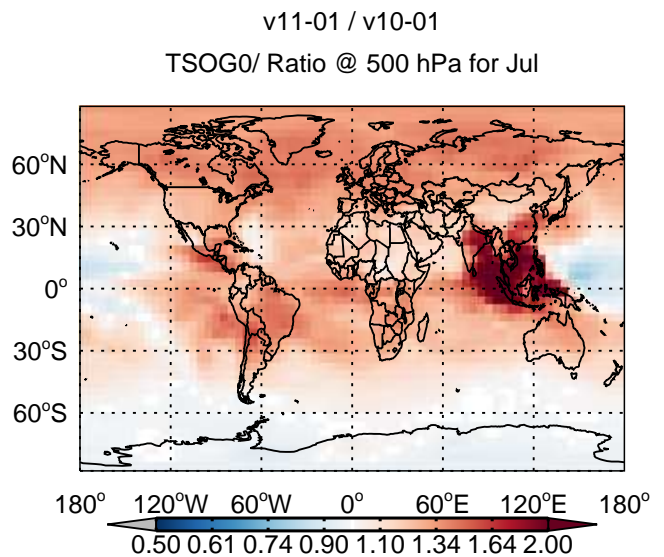 v11-01 / v10-01
TSOG0/ Ratio @ 500 hPa for Jul
60°N
30°N
0°
30°S
60°S
180° 120°W 60°W 0° 60°E 120°E 180°
0.50 0.61 0.74 0.90 1.10 1.34 1.64 2.00